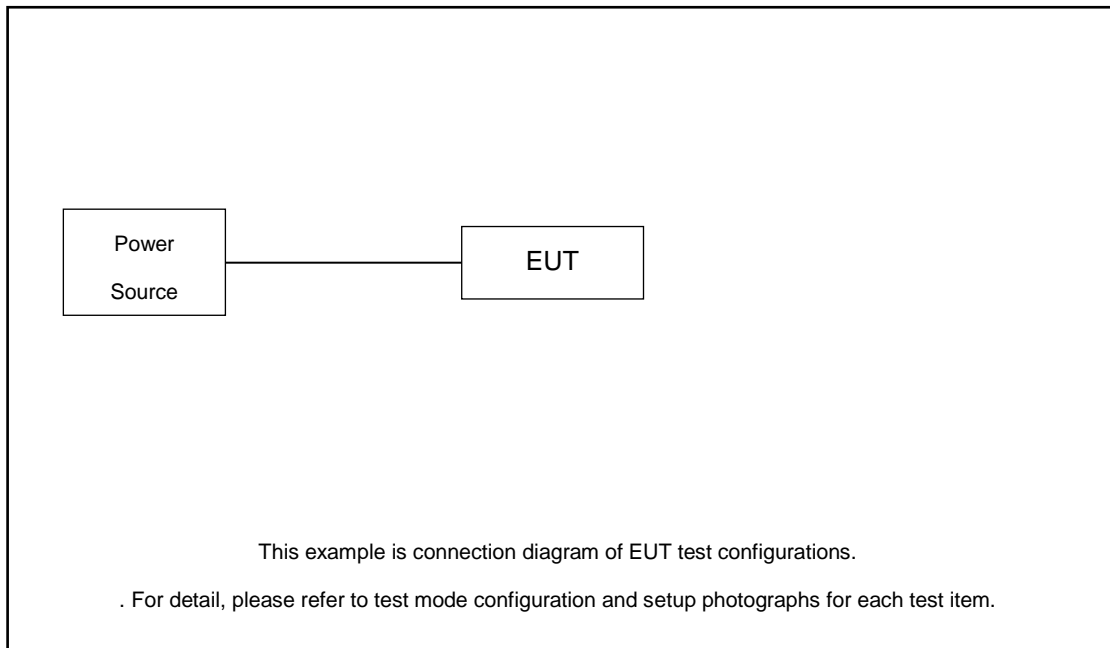 Power
Source
EUT
This example is connection diagram of EUT test configurations.
. For detail, please refer to test mode configuration and setup photographs for each test item.